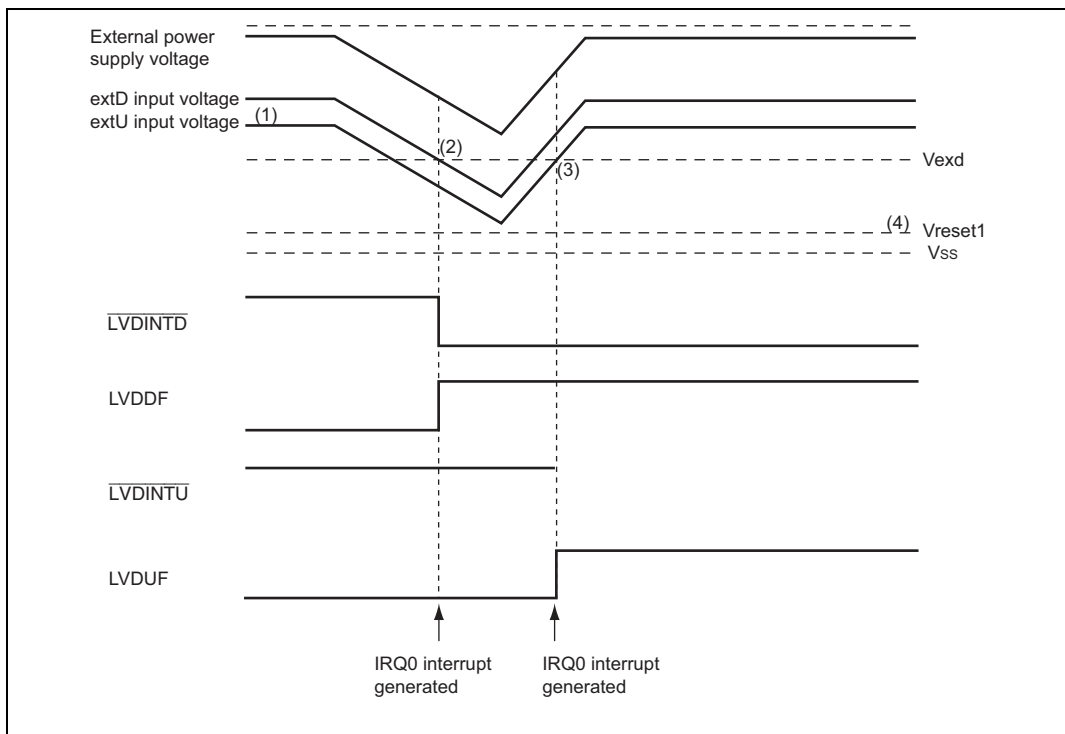 External power
supply voltage
extD input voltage
extU input voltage
(1)
(2)
(3)
Vexd
(4)
Vreset1
Vss
LVDINTD
LVDDF
LVDINTU
LVDUF
IRQ0 interrupt
generated
IRQ0 interrupt
generated